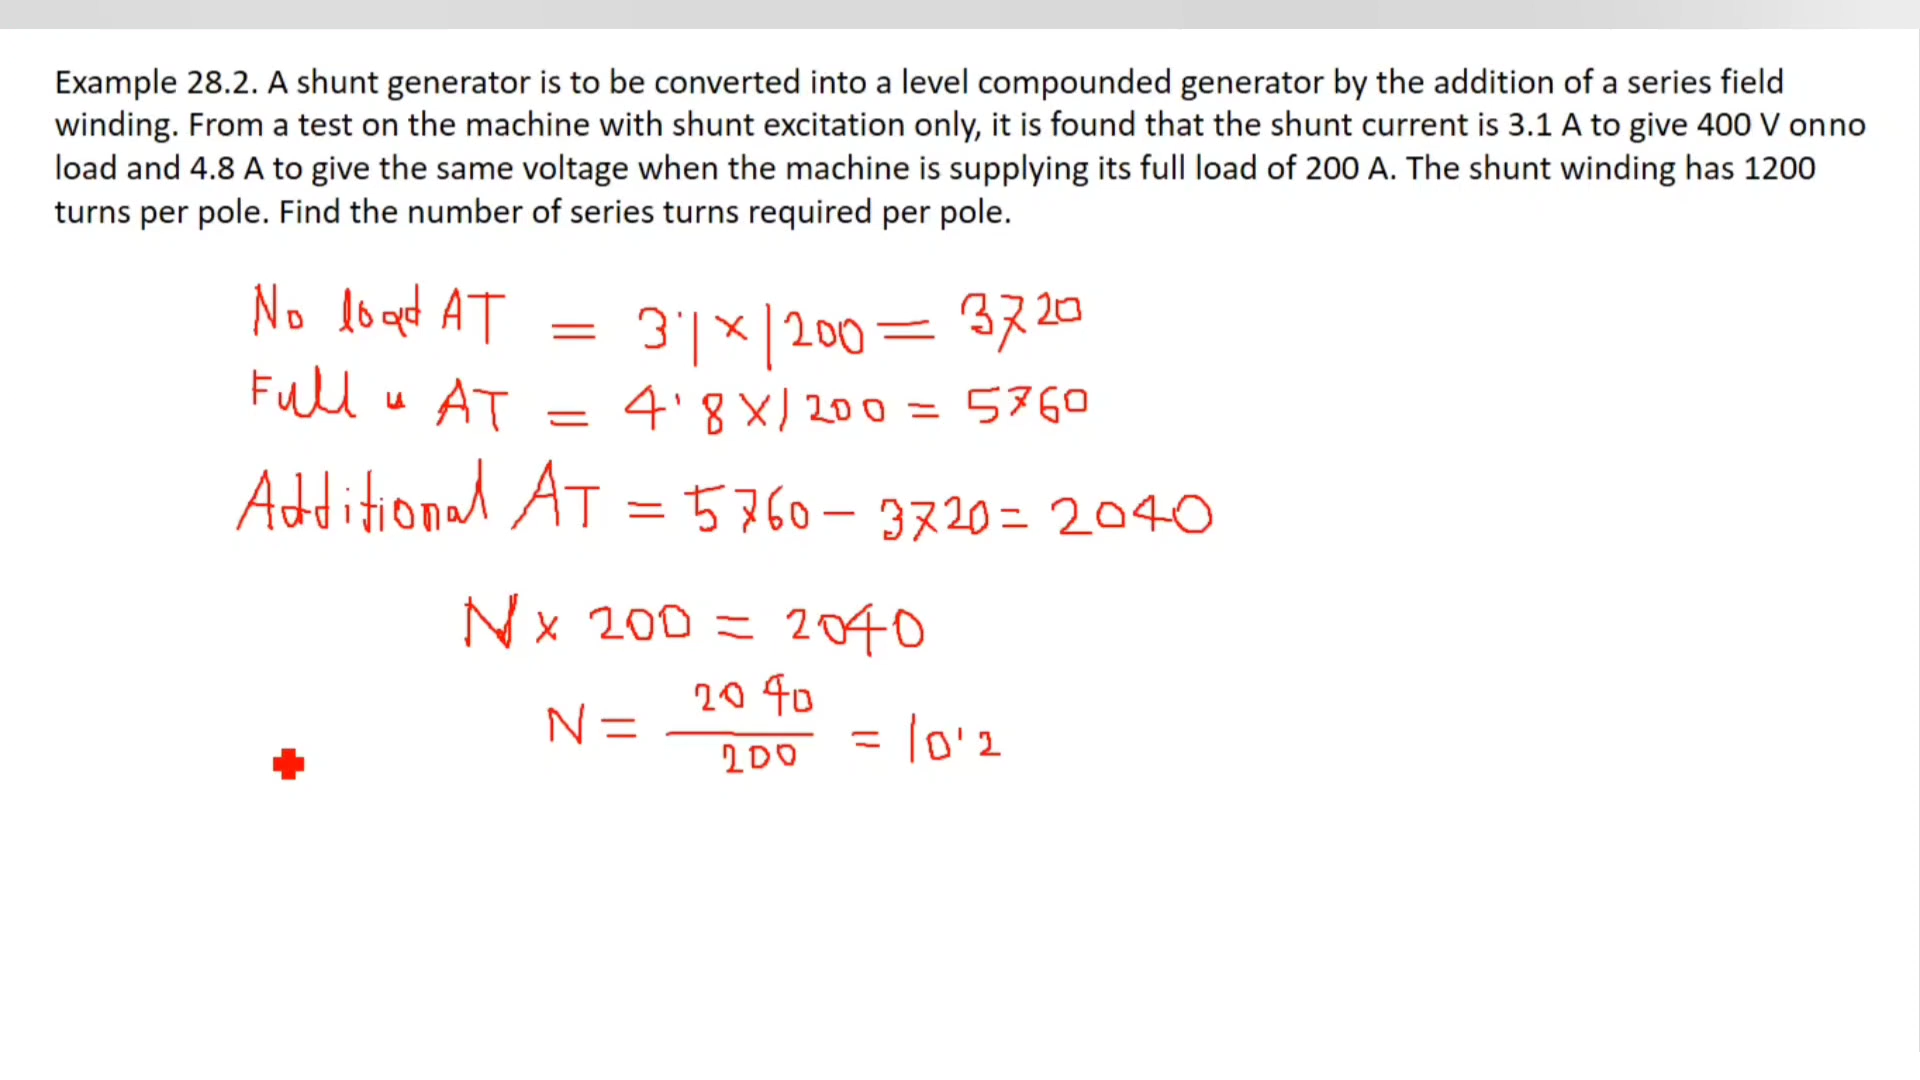 Example 28.2. A shunt generator is to be converted into a level compounded generator by the addition of a series field
winding. From a test on the machine with shunt excitation only, it is found that the shunt current is 3.1 A to give 400 V onno
load and 4.8 A to give the same voltage when the machine is supplying its full load of 200 A. The shunt winding has 1200
turns per pole. Find the number of series turns required per pole.
No load AT = 3·1 × 1200 = 3720
Full " AT = 4·8 × 1200 = 5760
Additional AT = 5760 - 3720 = 2040
N × 200 = 2040
N = 2040/200 = 10·2